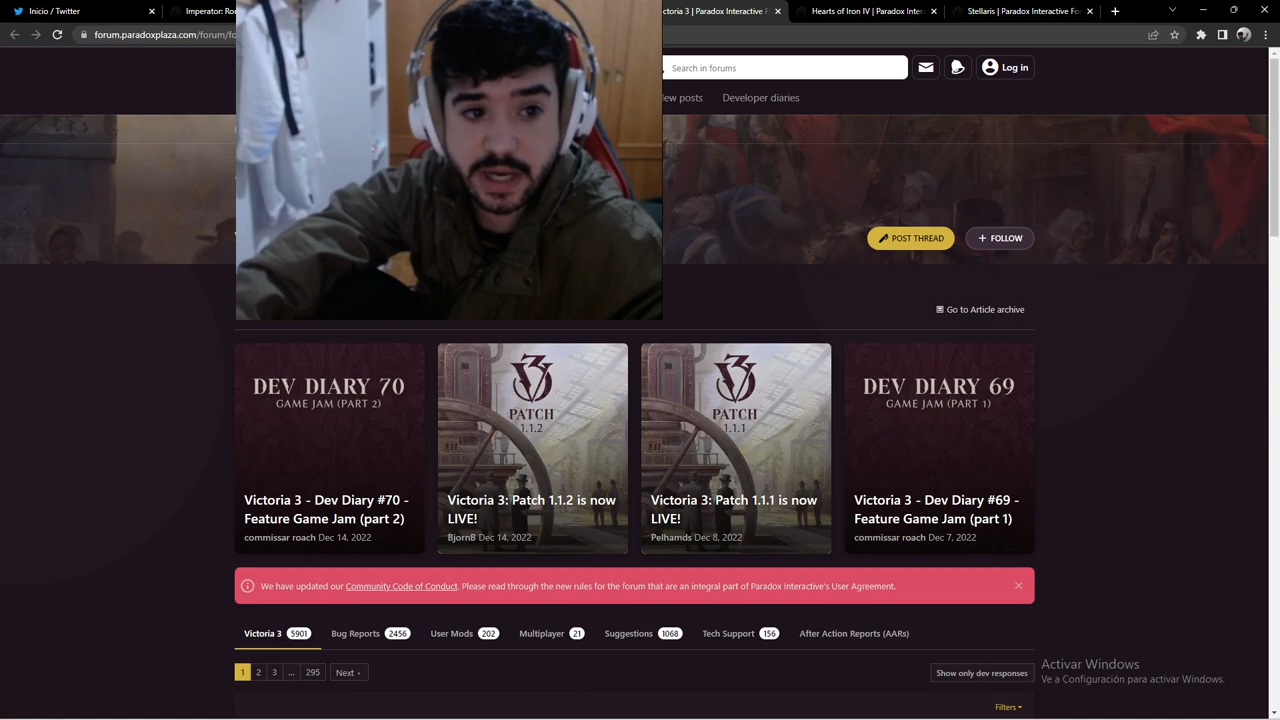 Inicio / Twitter
Imperator: Ro
ctoria 3 | Paradox Interactive F
Hearts of Iron IV | Paradox Inte
Stellaris | Paradox Interactive Fo
forum.paradoxplaza.com/forum/fo
Search in forums
Log in
ew posts
Developer diaries
POST THREAD
FOLLOW
Go to Article archive
DEV DIARY 70
GAME JAM (PART 2)
Victoria 3 - Dev Diary #70 -
Feature Game Jam (part 2)
commissar roach Dec 14, 2022
PATCH
1.1.2
Victoria 3: Patch 1.1.2 is now
LIVE!
BjornB Dec 14, 2022
PATCH
1.1.1
Victoria 3: Patch 1.1.1 is now
LIVE!
Pelhamds Dec 8, 2022
DEV DIARY 69
GAME JAM (PART 1)
Victoria 3 - Dev Diary #69 -
Feature Game Jam (part 1)
commissar roach Dec 7, 2022
We have updated our Community Code of Conduct. Please read through the new rules for the forum that are an integral part of Paradox Interactive's User Agreement.
Victoria 3 5901 Bug Reports 2456 User Mods 202 Multiplayer 21 Suggestions 1068 Tech Support 156 After Action Reports (AARs)
1 2 3 ... 295 Next
Show only dev responses
Activar Windows
Ve a Configuración para activar Windows.
Filters